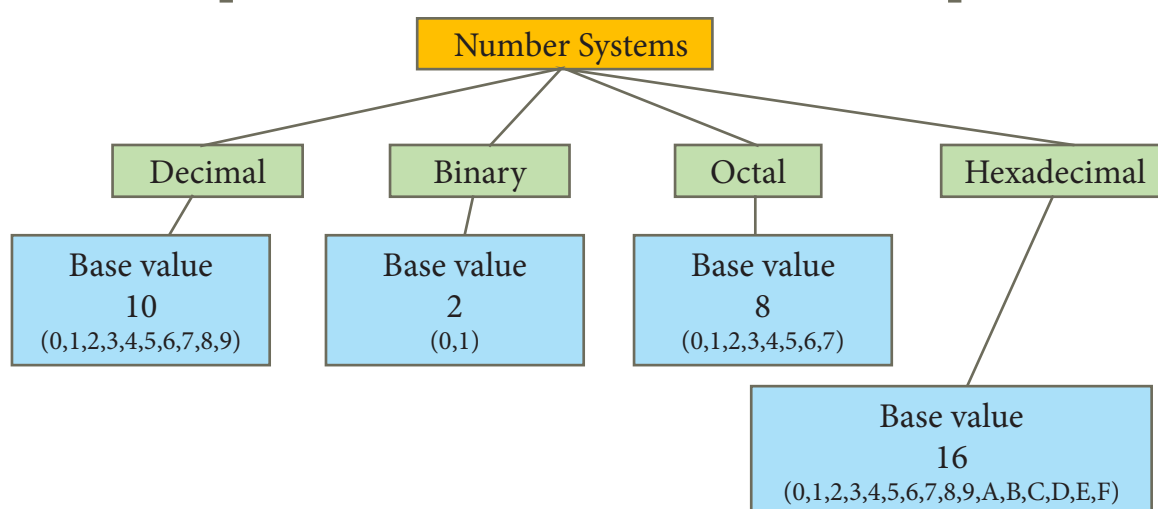 Number Systems
Decimal
Binary
Octal
Hexadecimal
Base value
10
(0,1,2,3,4,5,6,7,8,9)
Base value
2
(0,1)
Base value
8
(0,1,2,3,4,5,6,7)
Base value
16
(0,1,2,3,4,5,6,7,8,9,A,B,C,D,E,F)